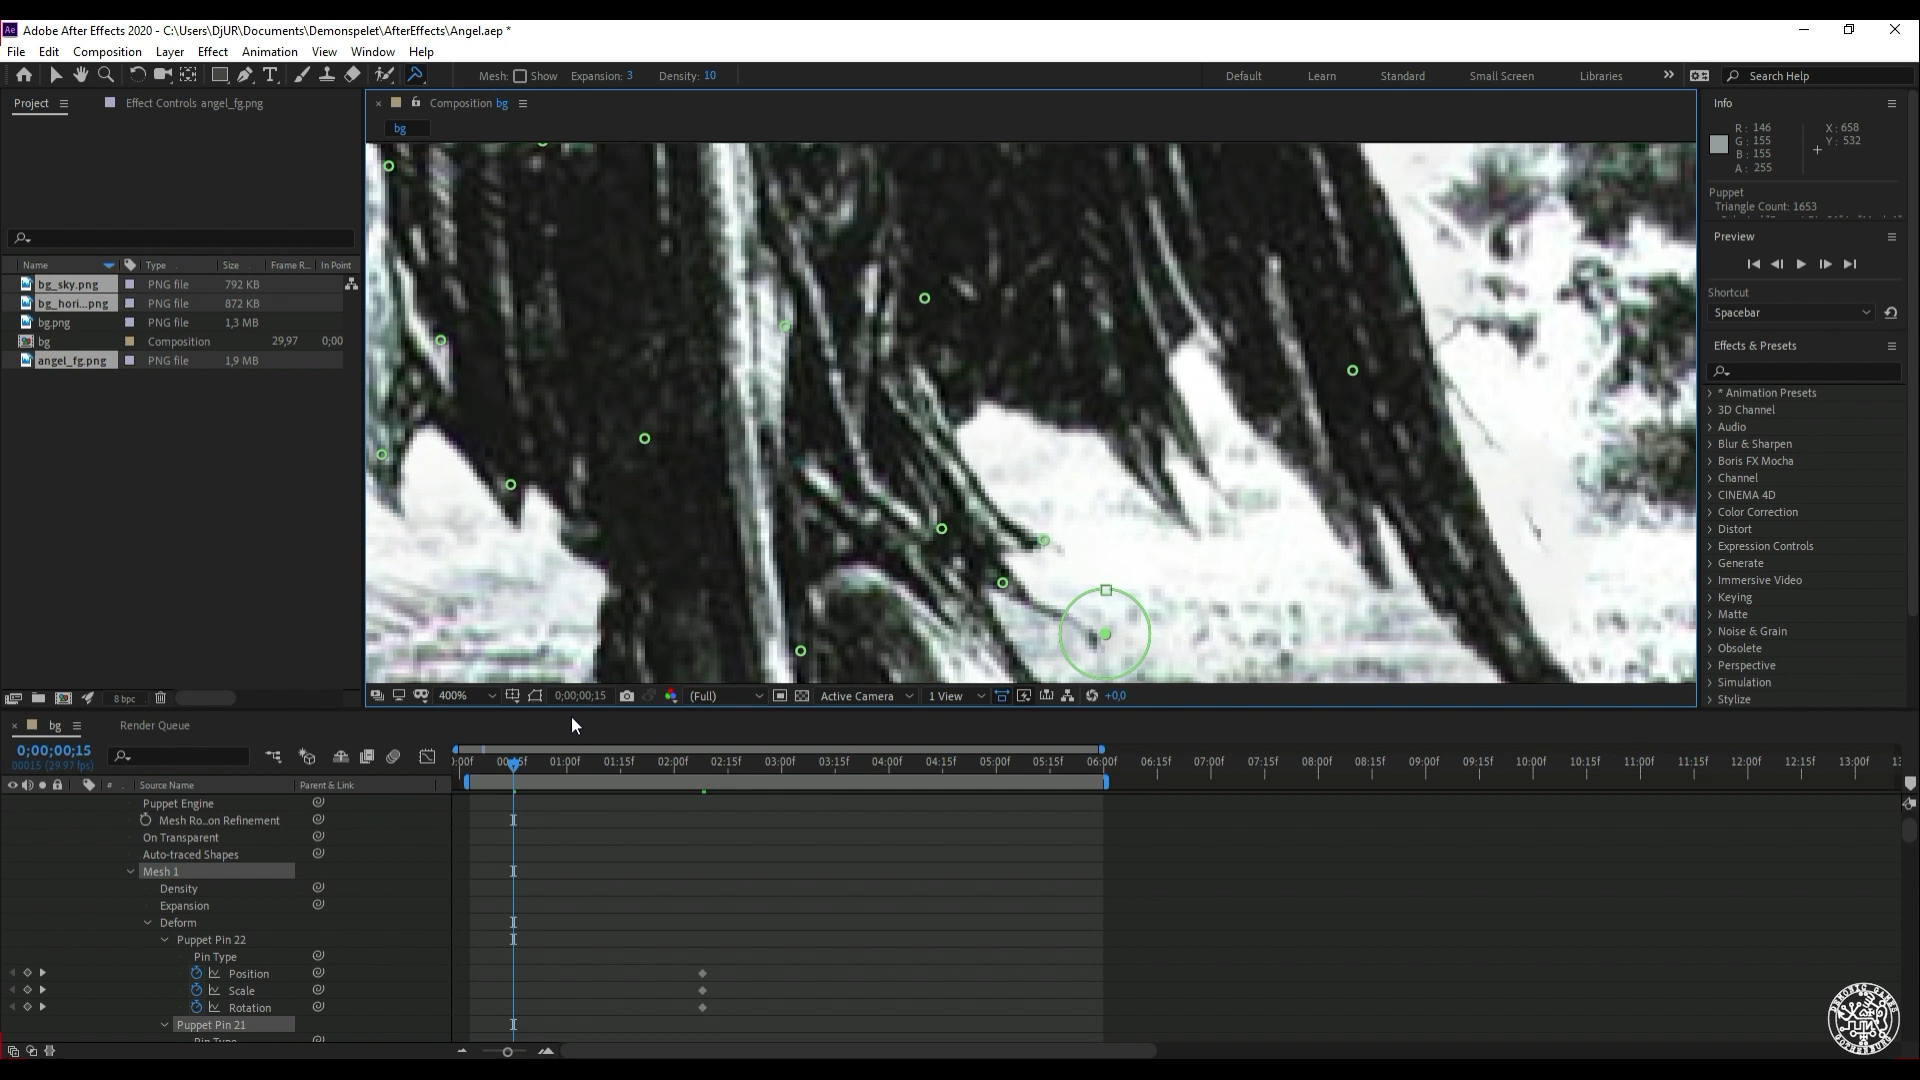 Adobe After Effects 2020 - C:\Users\DjUR\Documents\Demonspelet\AfterEffects\Angel.aep *
File Edit Composition Layer Effect Animation View Window Help
Mesh: Show Expansion: 3 Density: 10 Default Learn Standard Small Screen Libraries Search Help
Project Effect Controls angel_fg.png
Composition bg
bg
Info
R: 146
G: 155
B: 155
A: 255
X: 658
Y: 532
Puppet
Triangle Count: 1653
Preview
Shortcut
Spacebar
Effects & Presets
* Animation Presets
3D Channel
Audio
Blur & Sharpen
Boris FX Mocha
Channel
CINEMA 4D
Color Correction
Distort
Expression Controls
Generate
Immersive Video
Keying
Matte
Noise & Grain
Obsolete
Perspective
Simulation
Stylize
Name Type Size Frame R... In Point
bg_sky.png PNG file 792 KB
bg_hori...png PNG file 872 KB
bg.png PNG file 1,3 MB
bg Composition 29,97 0;00
angel_fg.png PNG file 1,9 MB
8 bpc
400% 0;00;00;15 (Full) Active Camera 1 View +0,0
bg Render Queue
0;00;00;15
00015 (29.97 fps)
:00f 00:15f 01:00f 01:15f 02:00f 02:15f 03:00f 03:15f 04:00f 04:15f 05:00f 05:15f 06:00f 06:15f 07:00f 07:15f 08:00f 08:15f 09:00f 09:15f 10:00f 10:15f 11:00f 11:15f 12:00f 12:15f 13:00f
# Source Name Parent & Link
Puppet Engine
Mesh Ro...on Refinement
On Transparent
Auto-traced Shapes
Mesh 1
Density
Expansion
Deform
Puppet Pin 22
Pin Type
Position
Scale
Rotation
Puppet Pin 21
Pin Type
DEMONIC GAMES
GOTHENBURG